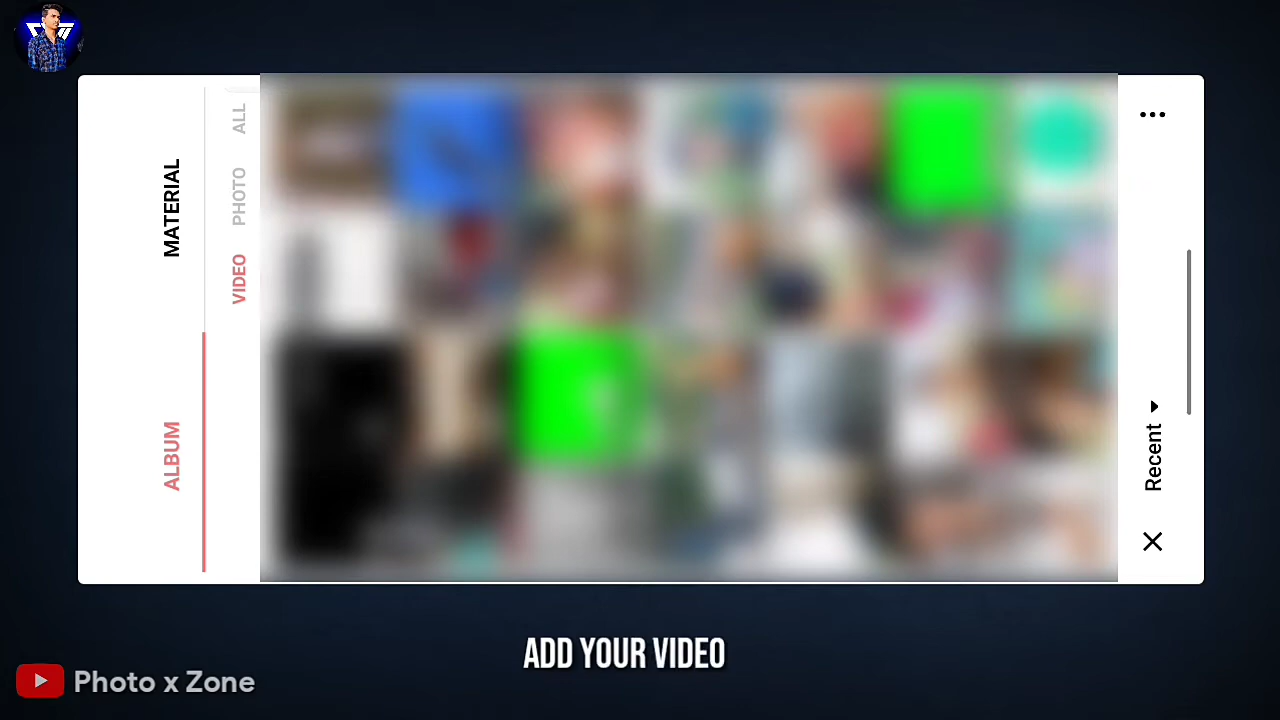 MATERIAL
ALBUM
ALL
PHOTO
VIDEO
Recent
ADD YOUR VIDEO
Photo x Zone